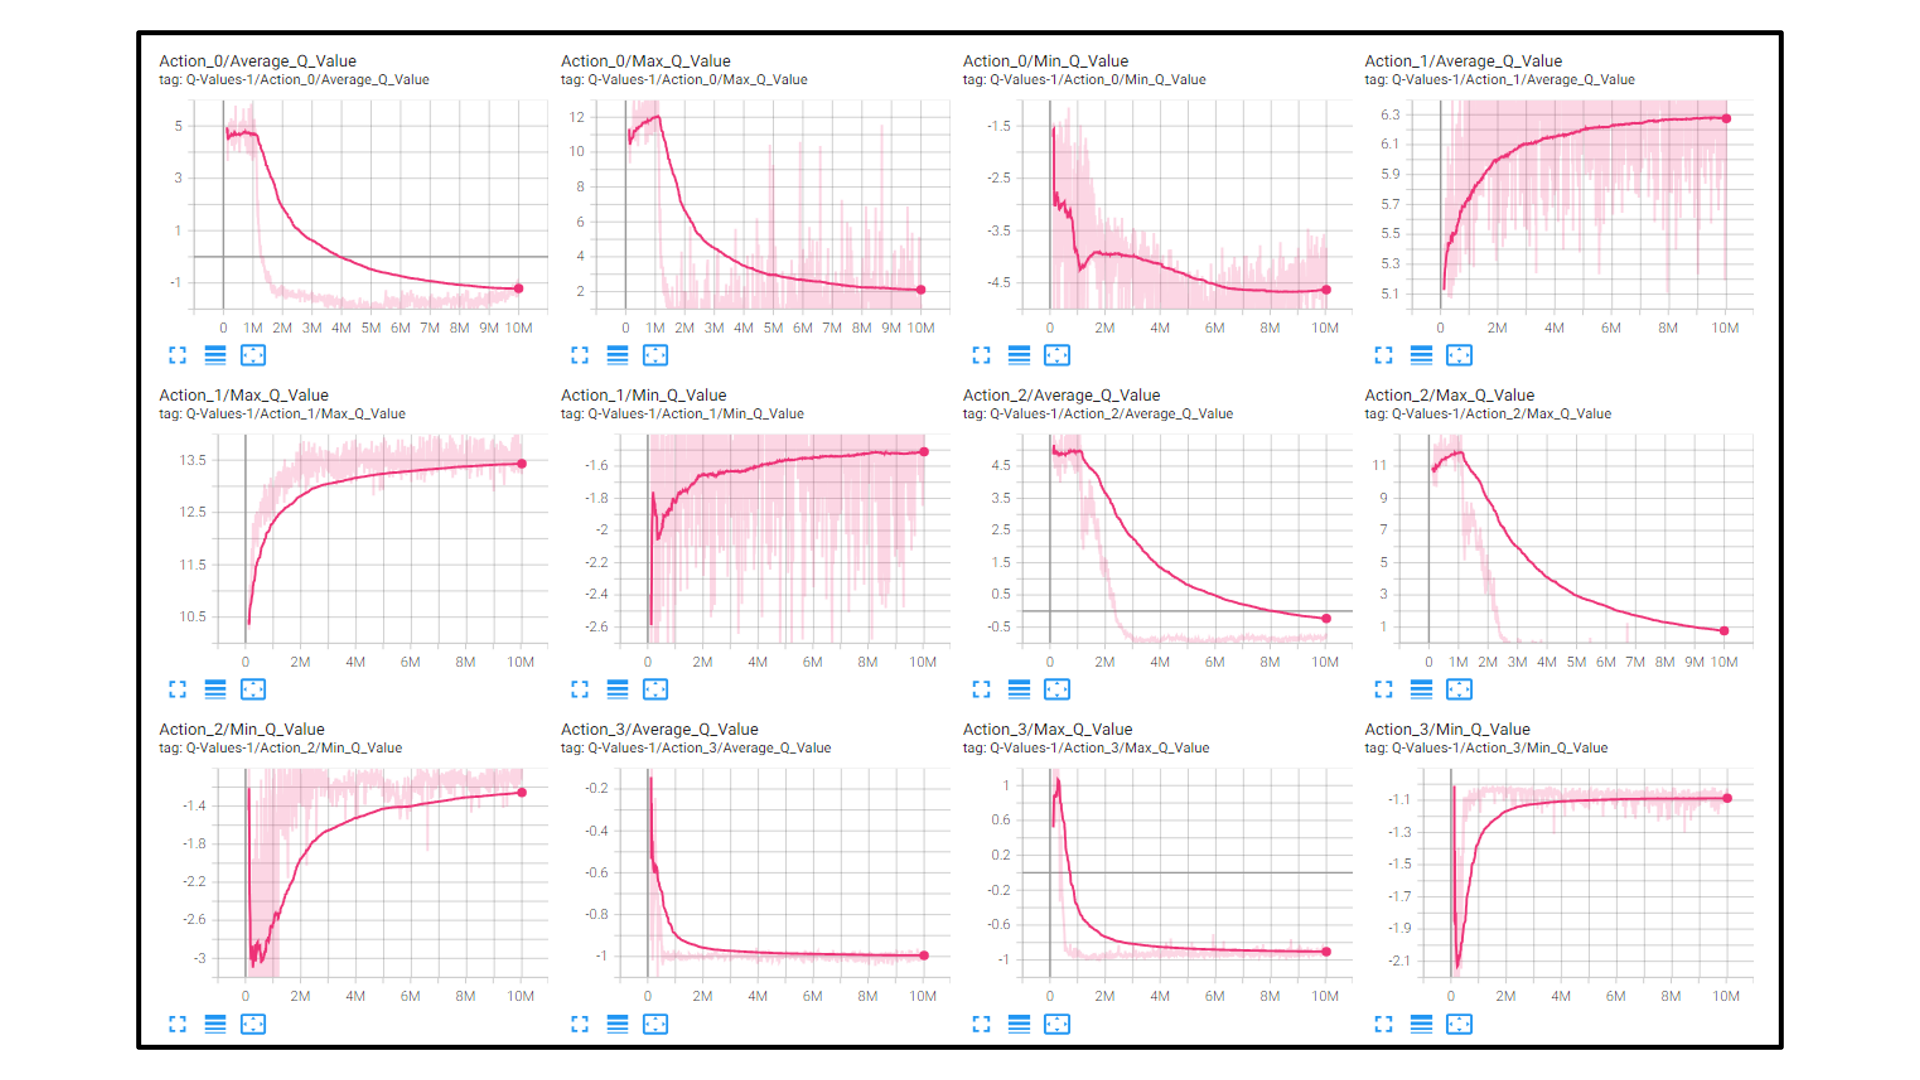 Action_0/Average_Q_Value
tag: Q-Values-1/Action_0/Average_Q_Value
5
3
1
-1
0 1M 2M 3M 4M 5M 6M 7M 8M 9M 10M
Action_0/Max_Q_Value
tag: Q-Values-1/Action_0/Max_Q_Value
12
10
8
6
4
2
0 1M 2M 3M 4M 5M 6M 7M 8M 9M 10M
Action_0/Min_Q_Value
tag: Q-Values-1/Action_0/Min_Q_Value
-1.5
-2.5
-3.5
-4.5
0 2M 4M 6M 8M 10M
Action_1/Average_Q_Value
tag: Q-Values-1/Action_1/Average_Q_Value
6.3
6.1
5.9
5.7
5.5
5.3
5.1
0 2M 4M 6M 8M 10M
Action_1/Max_Q_Value
tag: Q-Values-1/Action_1/Max_Q_Value
13.5
12.5
11.5
10.5
0 2M 4M 6M 8M 10M
Action_1/Min_Q_Value
tag: Q-Values-1/Action_1/Min_Q_Value
-1.6
-1.8
-2
-2.2
-2.4
-2.6
0 2M 4M 6M 8M 10M
Action_2/Average_Q_Value
tag: Q-Values-1/Action_2/Average_Q_Value
4.5
3.5
2.5
1.5
0.5
-0.5
0 2M 4M 6M 8M 10M
Action_2/Max_Q_Value
tag: Q-Values-1/Action_2/Max_Q_Value
11
9
7
5
3
1
0 1M 2M 3M 4M 5M 6M 7M 8M 9M 10M
Action_2/Min_Q_Value
tag: Q-Values-1/Action_2/Min_Q_Value
-1.4
-1.8
-2.2
-2.6
-3
0 2M 4M 6M 8M 10M
Action_3/Average_Q_Value
tag: Q-Values-1/Action_3/Average_Q_Value
-0.2
-0.4
-0.6
-0.8
-1
0 2M 4M 6M 8M 10M
Action_3/Max_Q_Value
tag: Q-Values-1/Action_3/Max_Q_Value
1
0.6
0.2
-0.2
-0.6
-1
0 2M 4M 6M 8M 10M
Action_3/Min_Q_Value
tag: Q-Values-1/Action_3/Min_Q_Value
-1.1
-1.3
-1.5
-1.7
-1.9
-2.1
0 2M 4M 6M 8M 10M